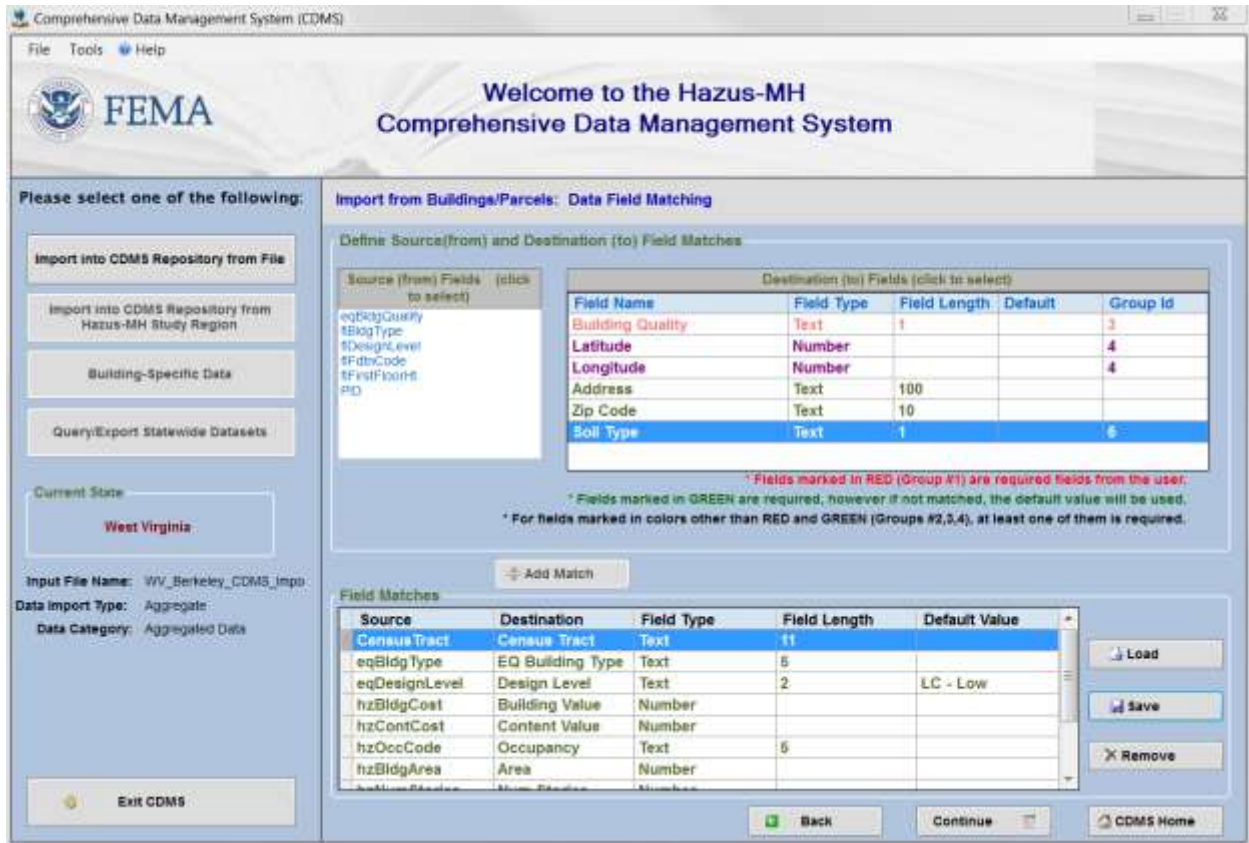 Comprehensive Data Management System (CDMS)
File Tools Help
FEMA
Welcome to the Hazus-MH
Comprehensive Data Management System
Please select one of the following:
Import into CDMS Repository from File
Import into CDMS Repository from
Hazus-MH Study Region
Building-Specific Data
Query/Export Statewide Datasets
Current State
West Virginia
Input File Name: WV_Berkeley_CDMS_Impo
Data Import Type: Aggregate
Data Category: Aggregated Data
Exit CDMS
Import from Buildings/Parcels: Data Field Matching
Define Source(from) and Destination (to) Field Matches
Source (from) Fields (click
to select)
eqBldgQuality
flBldgType
flDesignLevel
flFdtnCode
flFirstFloorHt
PID
Destination (to) Fields (click to select)
Field Name Field Type Field Length Default Group Id
Building Quality Text 1 3
Latitude Number 4
Longitude Number 4
Address Text 100
Zip Code Text 10
Soil Type Text 1 6
* Fields marked in RED (Group #1) are required fields from the user.
* Fields marked in GREEN are required, however if not matched, the default value will be used.
* For fields marked in colors other than RED and GREEN (Groups #2,3,4), at least one of them is required.
Add Match
Field Matches
Source Destination Field Type Field Length Default Value
CensusTract Census Tract Text 11
eqBldgType EQ Building Type Text 5
eqDesignLevel Design Level Text 2 LC - Low
hzBldgCost Building Value Number
hzContCost Content Value Number
hzOccCode Occupancy Text 5
hzBldgArea Area Number
Load
Save
Remove
Back Continue CDMS Home